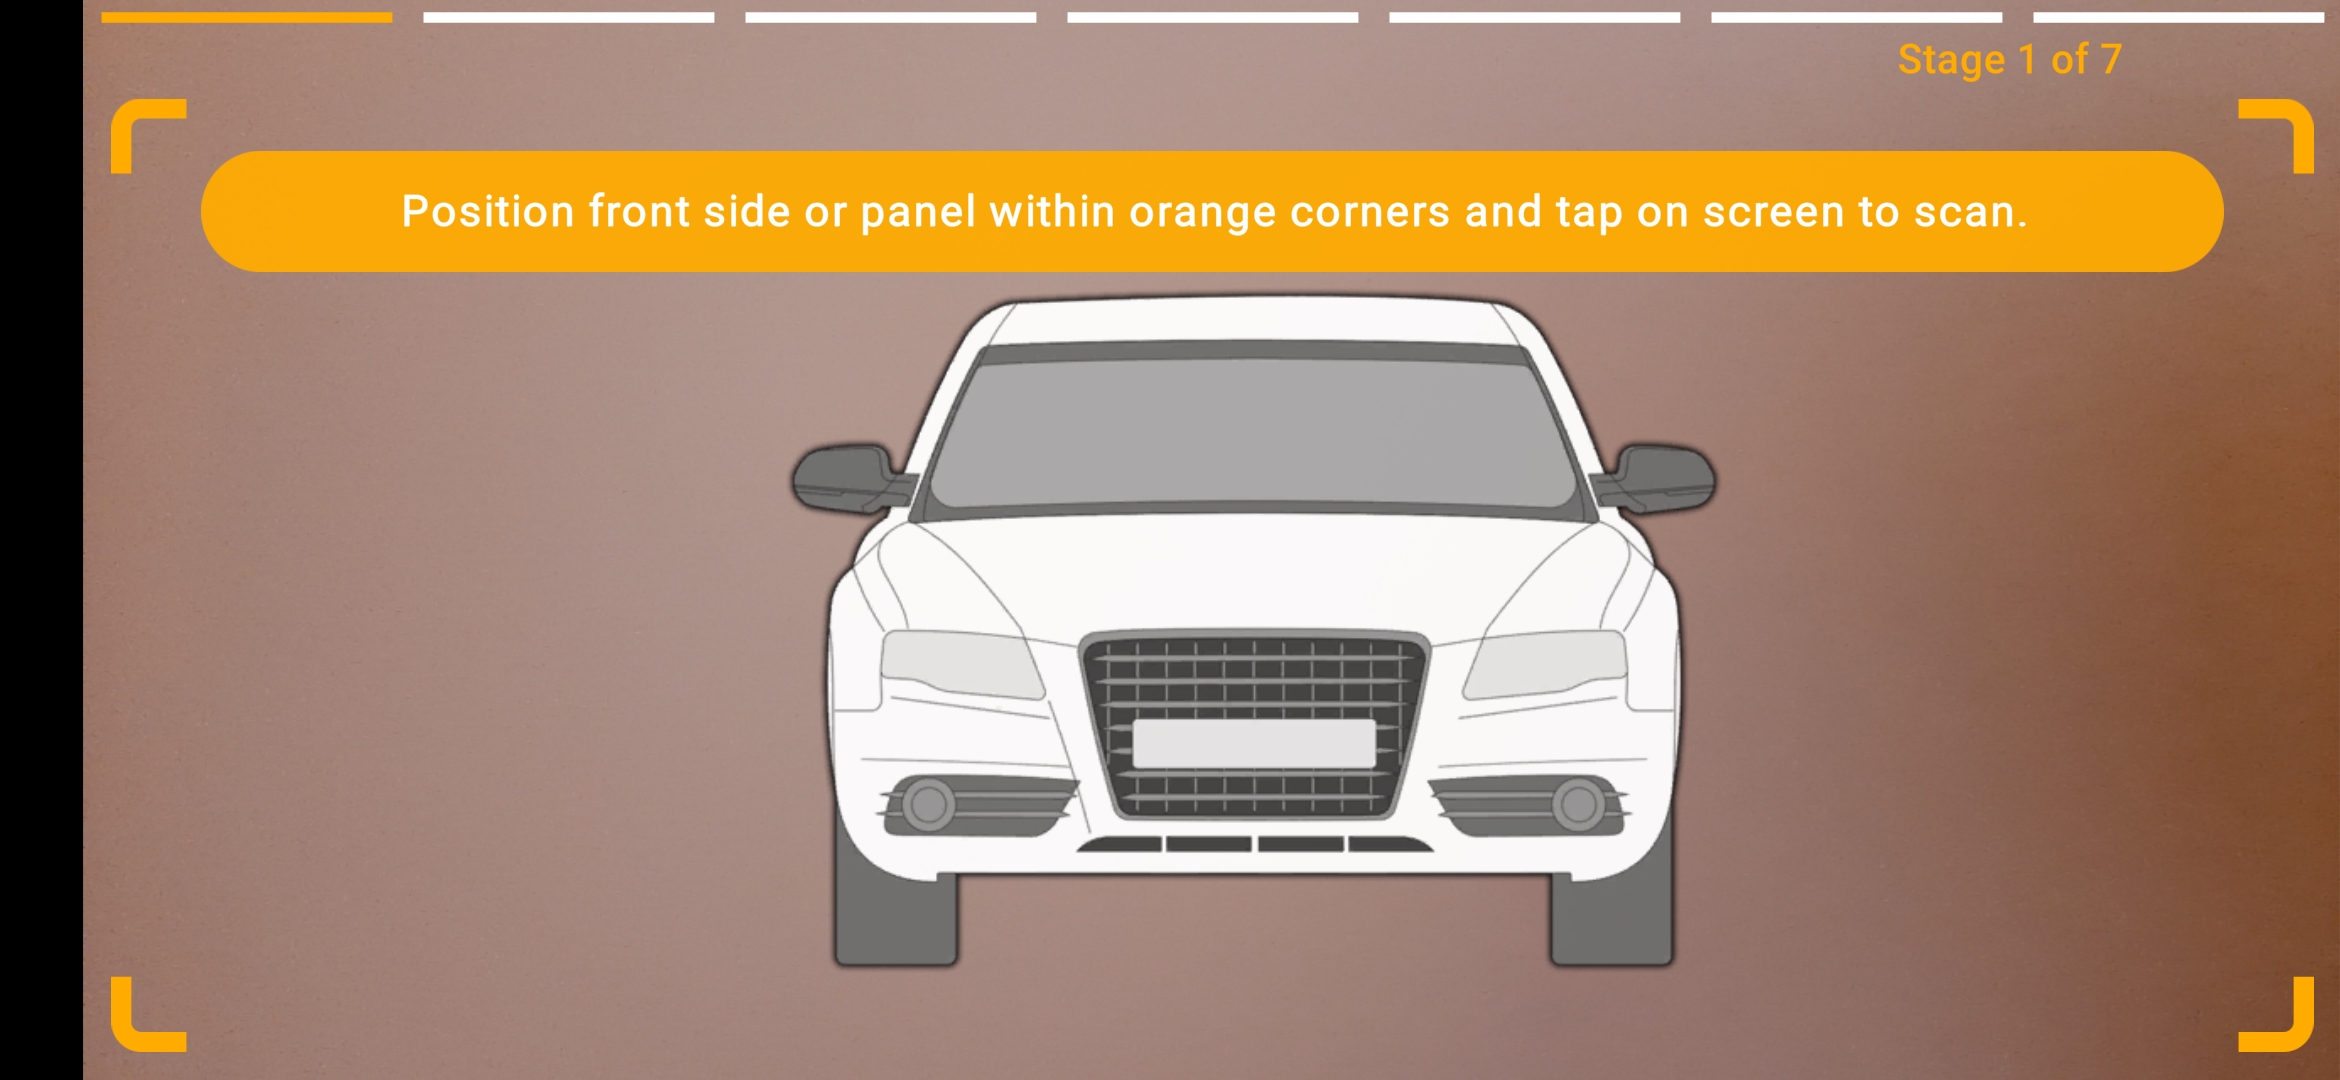 Stage 1 of 7
Position front side or panel within orange corners and tap on screen to scan.